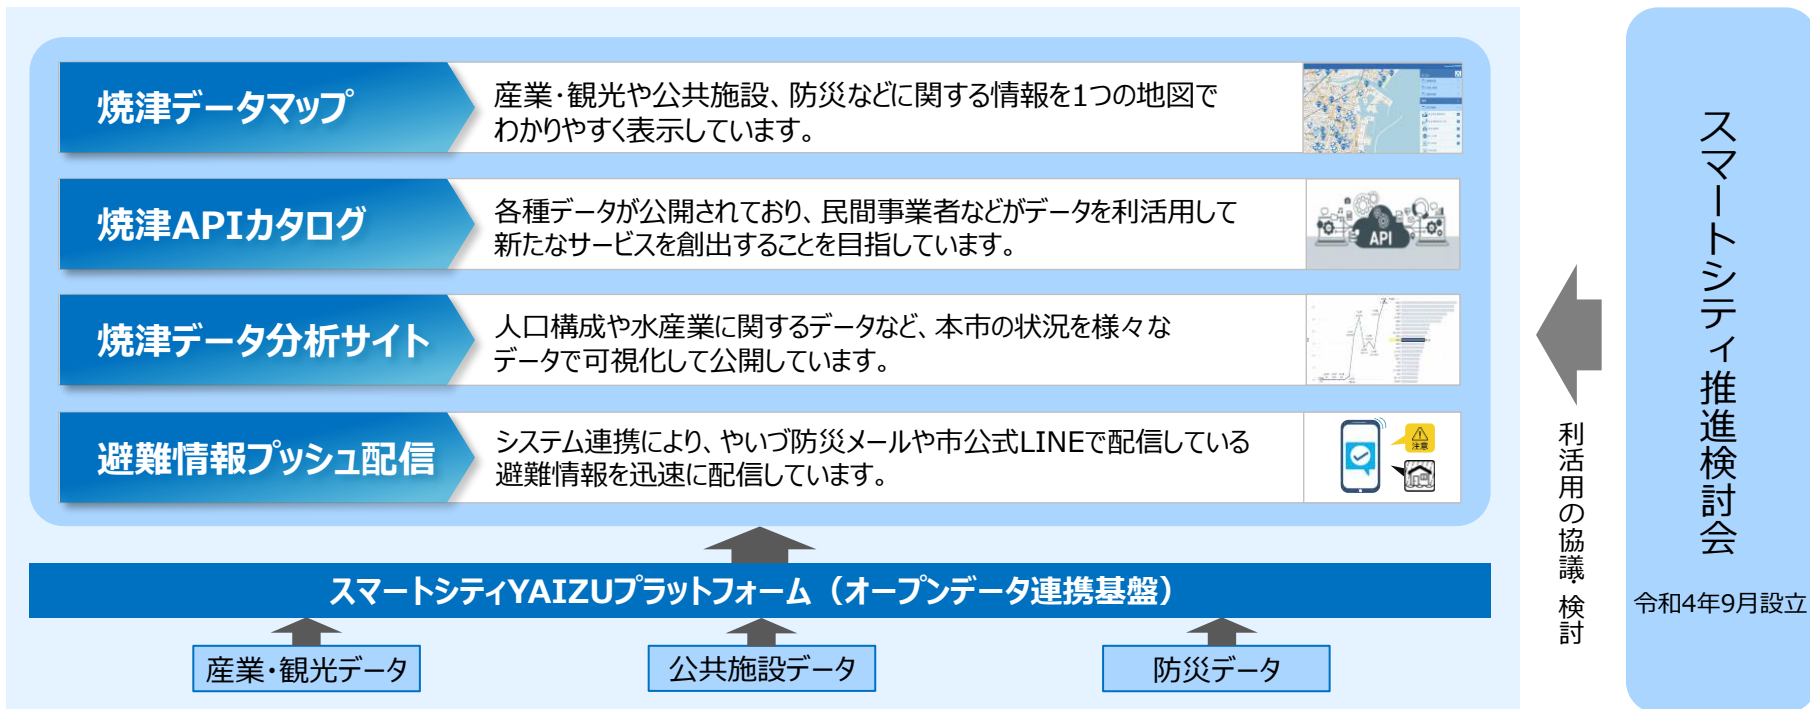 焼津データマップ
産業・観光や公共施設、防災などに関する情報を1つの地図で
わかりやすく表示しています。
焼津APIカタログ
各種データが公開されており、民間事業者などがデータを利活用して
新たなサービスを創出することを目指しています。
API
焼津データ分析サイト
人口構成や水産業に関するデータなど、本市の状況を様々な
データで可視化して公開しています。
避難情報プッシュ配信
システム連携により、やいづ防災メールや市公式LINEで配信している
避難情報を迅速に配信しています。
注意
スマートシティYAIZUプラットフォーム（オープンデータ連携基盤）
産業・観光データ
公共施設データ
防災データ
利活用の協議・検討
スマートシティ推進検討会
令和4年9月設立